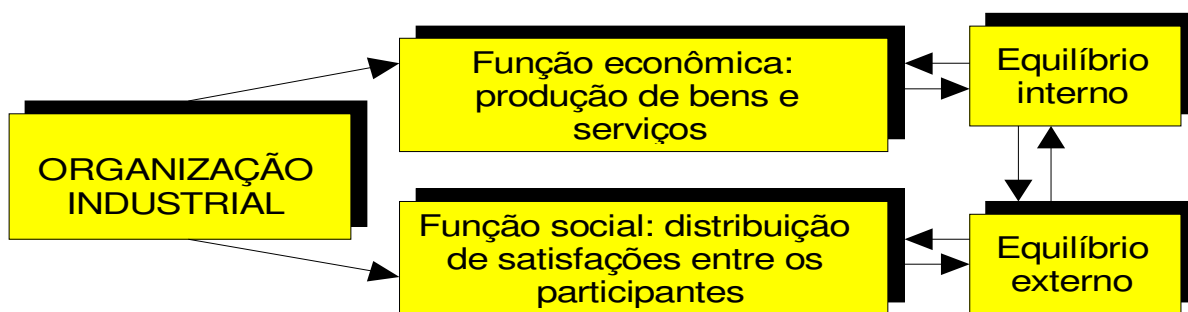 ORGANIZAÇÃO
INDUSTRIAL
Função econômica:
produção de bens e
serviços
Equilíbrio
interno
Função social: distribuição
de satisfações entre os
participantes
Equilíbrio
externo